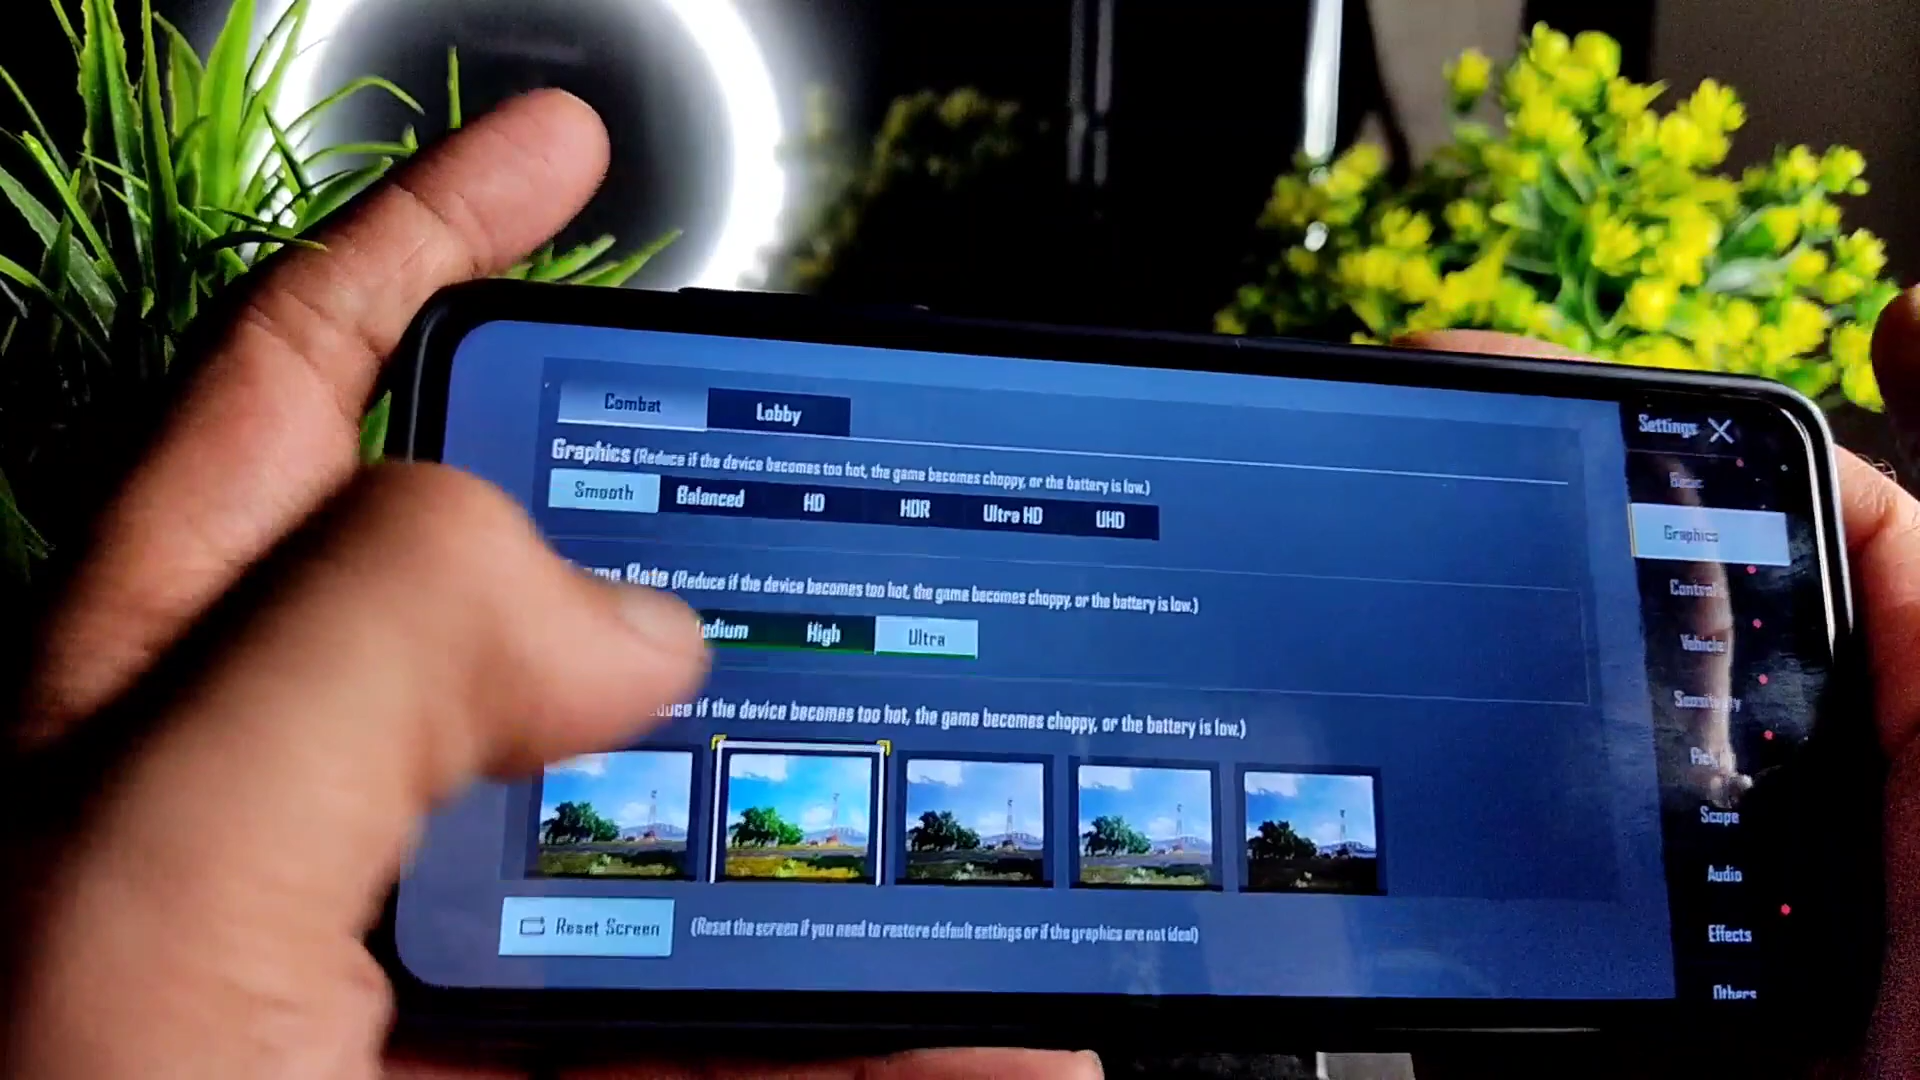 Combat Lobby
Settings
Graphics (Reduce if the device becomes too hot, the game becomes choppy, or the battery is low.)
Basic
Smooth Balanced HD HDR Ultra HD UHD
Graphics
Rate (Reduce if the device becomes too hot, the game becomes choppy, or the battery is low.)
Controls
High Ultra
Vehicle
Sensitivity
if the device becomes too hot, the game becomes choppy, or the battery is low.)
Scope
Audio
Reset Screen (Reset the screen if you need to restore default settings or if the graphics are not ideal)
Effects
Others